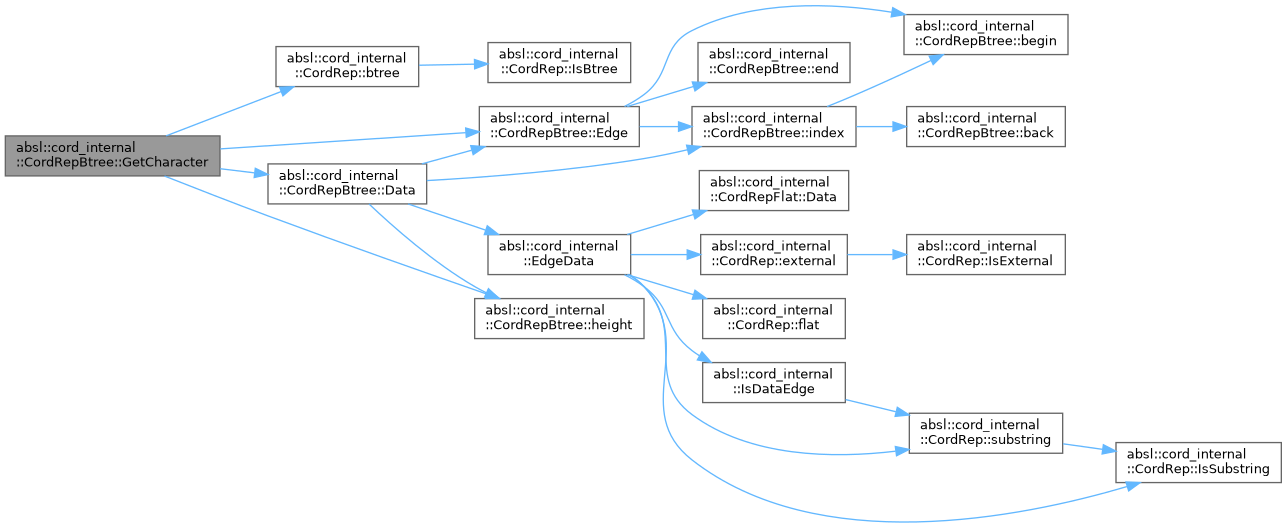 absl::cord_internal
::CordRepBtree::GetCharacter
absl::cord_internal
::CordRep::btree
absl::cord_internal
::CordRep::IsBtree
absl::cord_internal
::CordRepBtree::Edge
absl::cord_internal
::CordRepBtree::end
absl::cord_internal
::CordRepBtree::begin
absl::cord_internal
::CordRepBtree::index
absl::cord_internal
::CordRepBtree::back
absl::cord_internal
::CordRepBtree::Data
absl::cord_internal
::CordRepFlat::Data
absl::cord_internal
::EdgeData
absl::cord_internal
::CordRep::external
absl::cord_internal
::CordRep::IsExternal
absl::cord_internal
::CordRepBtree::height
absl::cord_internal
::CordRep::flat
absl::cord_internal
::IsDataEdge
absl::cord_internal
::CordRep::substring
absl::cord_internal
::CordRep::IsSubstring